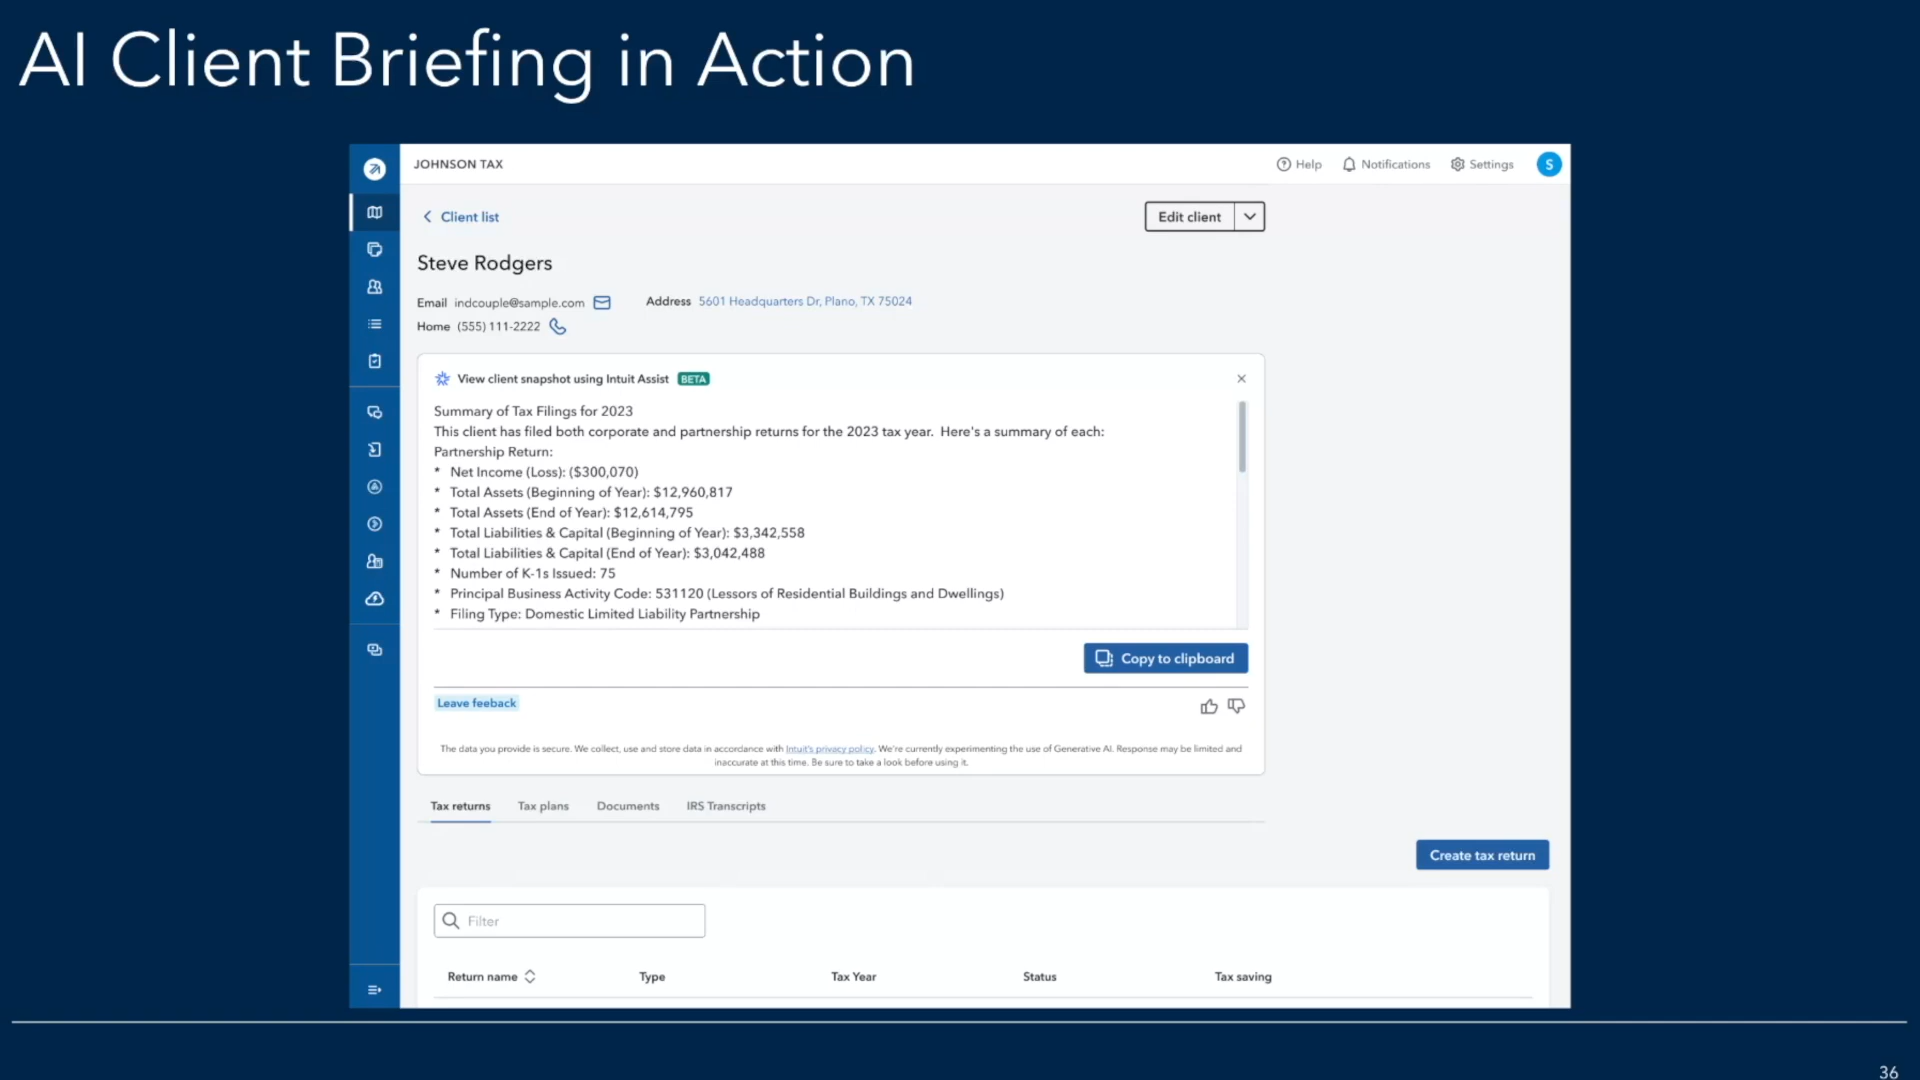 AI Client Briefing in Action
JOHNSON TAX
Help
Notifications
Settings
S
Client list
Edit client
Steve Rodgers
Email indcouple@sample.com
Address 5601 Headquarters Dr, Plano, TX 75024
Home (555) 111-2222
View client snapshot using Intuit Assist BETA
Summary of Tax Filings for 2023
This client has filed both corporate and partnership returns for the 2023 tax year. Here's a summary of each:
Partnership Return:
* Net Income (Loss): ($300,070)
* Total Assets (Beginning of Year): $12,960,817
* Total Assets (End of Year): $12,614,795
* Total Liabilities & Capital (Beginning of Year): $3,342,558
* Total Liabilities & Capital (End of Year): $3,042,488
* Number of K-1s Issued: 75
* Principal Business Activity Code: 531120 (Lessors of Residential Buildings and Dwellings)
* Filing Type: Domestic Limited Liability Partnership
Copy to clipboard
Leave feeback
The data you provide is secure. We collect, use and store data in accordance with Intuit's privacy policy. We're currently experimenting the use of Generative AI. Response may be limited and
inaccurate at this time. Be sure to take a look before using it.
Tax returns
Tax plans
Documents
IRS Transcripts
Create tax return
Filter
Return name
Type
Tax Year
Status
Tax saving
36